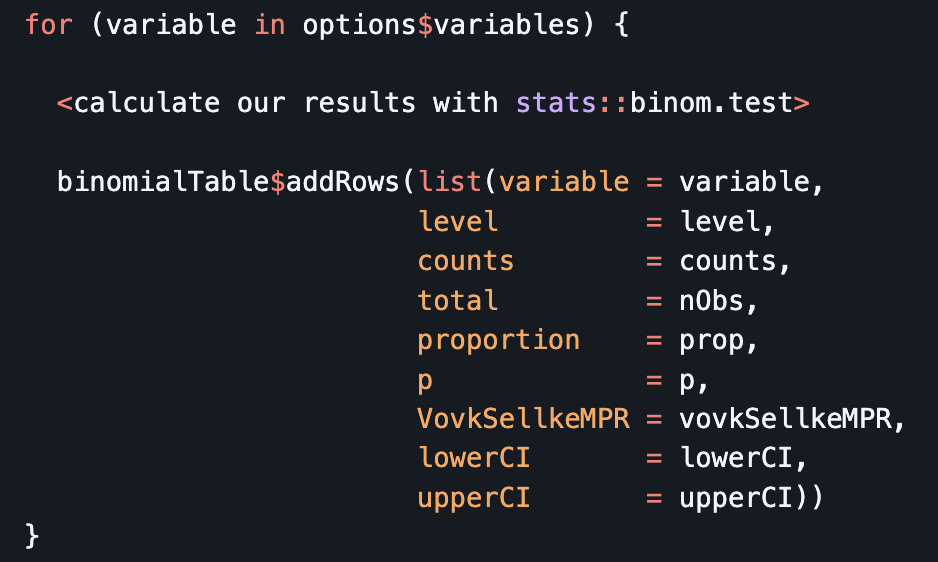 for (variable in options$variables) {
<calculate our results with stats::binom.test>
binomialTable$addRows(list(variable = variable,
level = level,
counts = counts,
total = nObs,
proportion = prop,
p = p,
VovkSellkeMPR = vovkSellkeMPR,
lowerCI = lowerCI,
upperCI = upperCI))
}